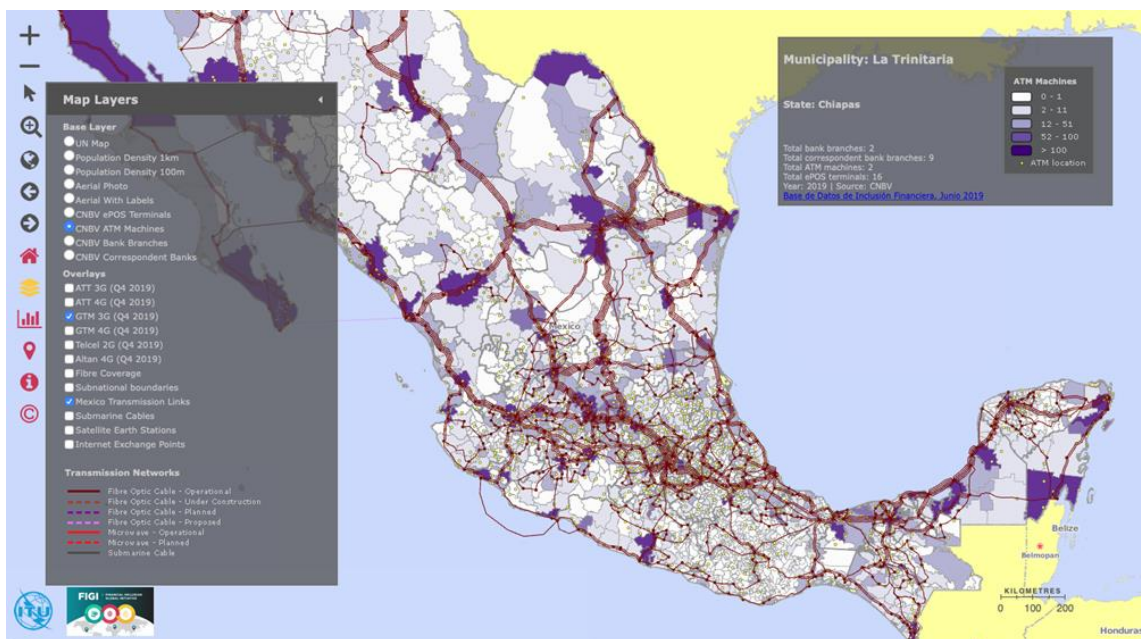 Map Layers
Base Layer
UN Map
Population Density 1km
Population Density 100m
Aerial Photo
Aerial With Labels
CNBV ePOS Terminals
CNBV ATM Machines
CNBV Bank Branches
CNBV Correspondent Banks
Overlays
ATT 3G (Q4 2019)
ATT 4G (Q4 2019)
GTM 3G (Q4 2019)
GTM 4G (Q4 2019)
Telcel 2G (Q4 2019)
Altan 4G (Q4 2019)
Fibre Coverage
Subnational boundaries
Mexico Transmission Links
Submarine Cables
Satellite Earth Stations
Internet Exchange Points
Transmission Networks
Fibre Optic Cable - Operational
Fibre Optic Cable - Under Construction
Fibre Optic Cable - Planned
Fibre Optic Cable - Proposed
Microwave - Operational
Microwave - Planned
Submarine Cable
ITU
FIGI
FINANCIAL INCLUSION
GLOBAL INITIATIVE
Mexico
Municipality: La Trinitaria
State: Chiapas
Total bank branches: 2
Total correspondent bank branches: 9
Total ATM machines: 2
Total ePOS terminals: 16
Year: 2019 | Source: CNBV
Base de Datos de Inclusión Financiera, Junio 2019
ATM Machines
0 - 1
2 - 11
12 - 51
52 - 100
> 100
ATM location
Belize
Belmopan
KILOMETRES
0 100 200
Honduras